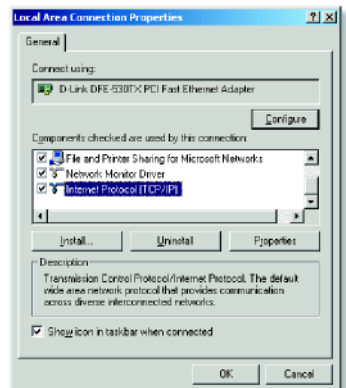 Local Area Connection Properties
General
Connect using:
D-Link DFE-530TX PCI Fast Ethernet Adapter
Configure
Components checked are used by this connection:
File and Printer Sharing for Microsoft Networks
Network Monitor Driver
Internet Protocol (TCP/IP)
Install...
Uninstall
Properties
Description
Transmission Control Protocol/Internet Protocol. The default
wide area network protocol that provides communication
across diverse interconnected networks.
Show icon in taskbar when connected
OK
Cancel